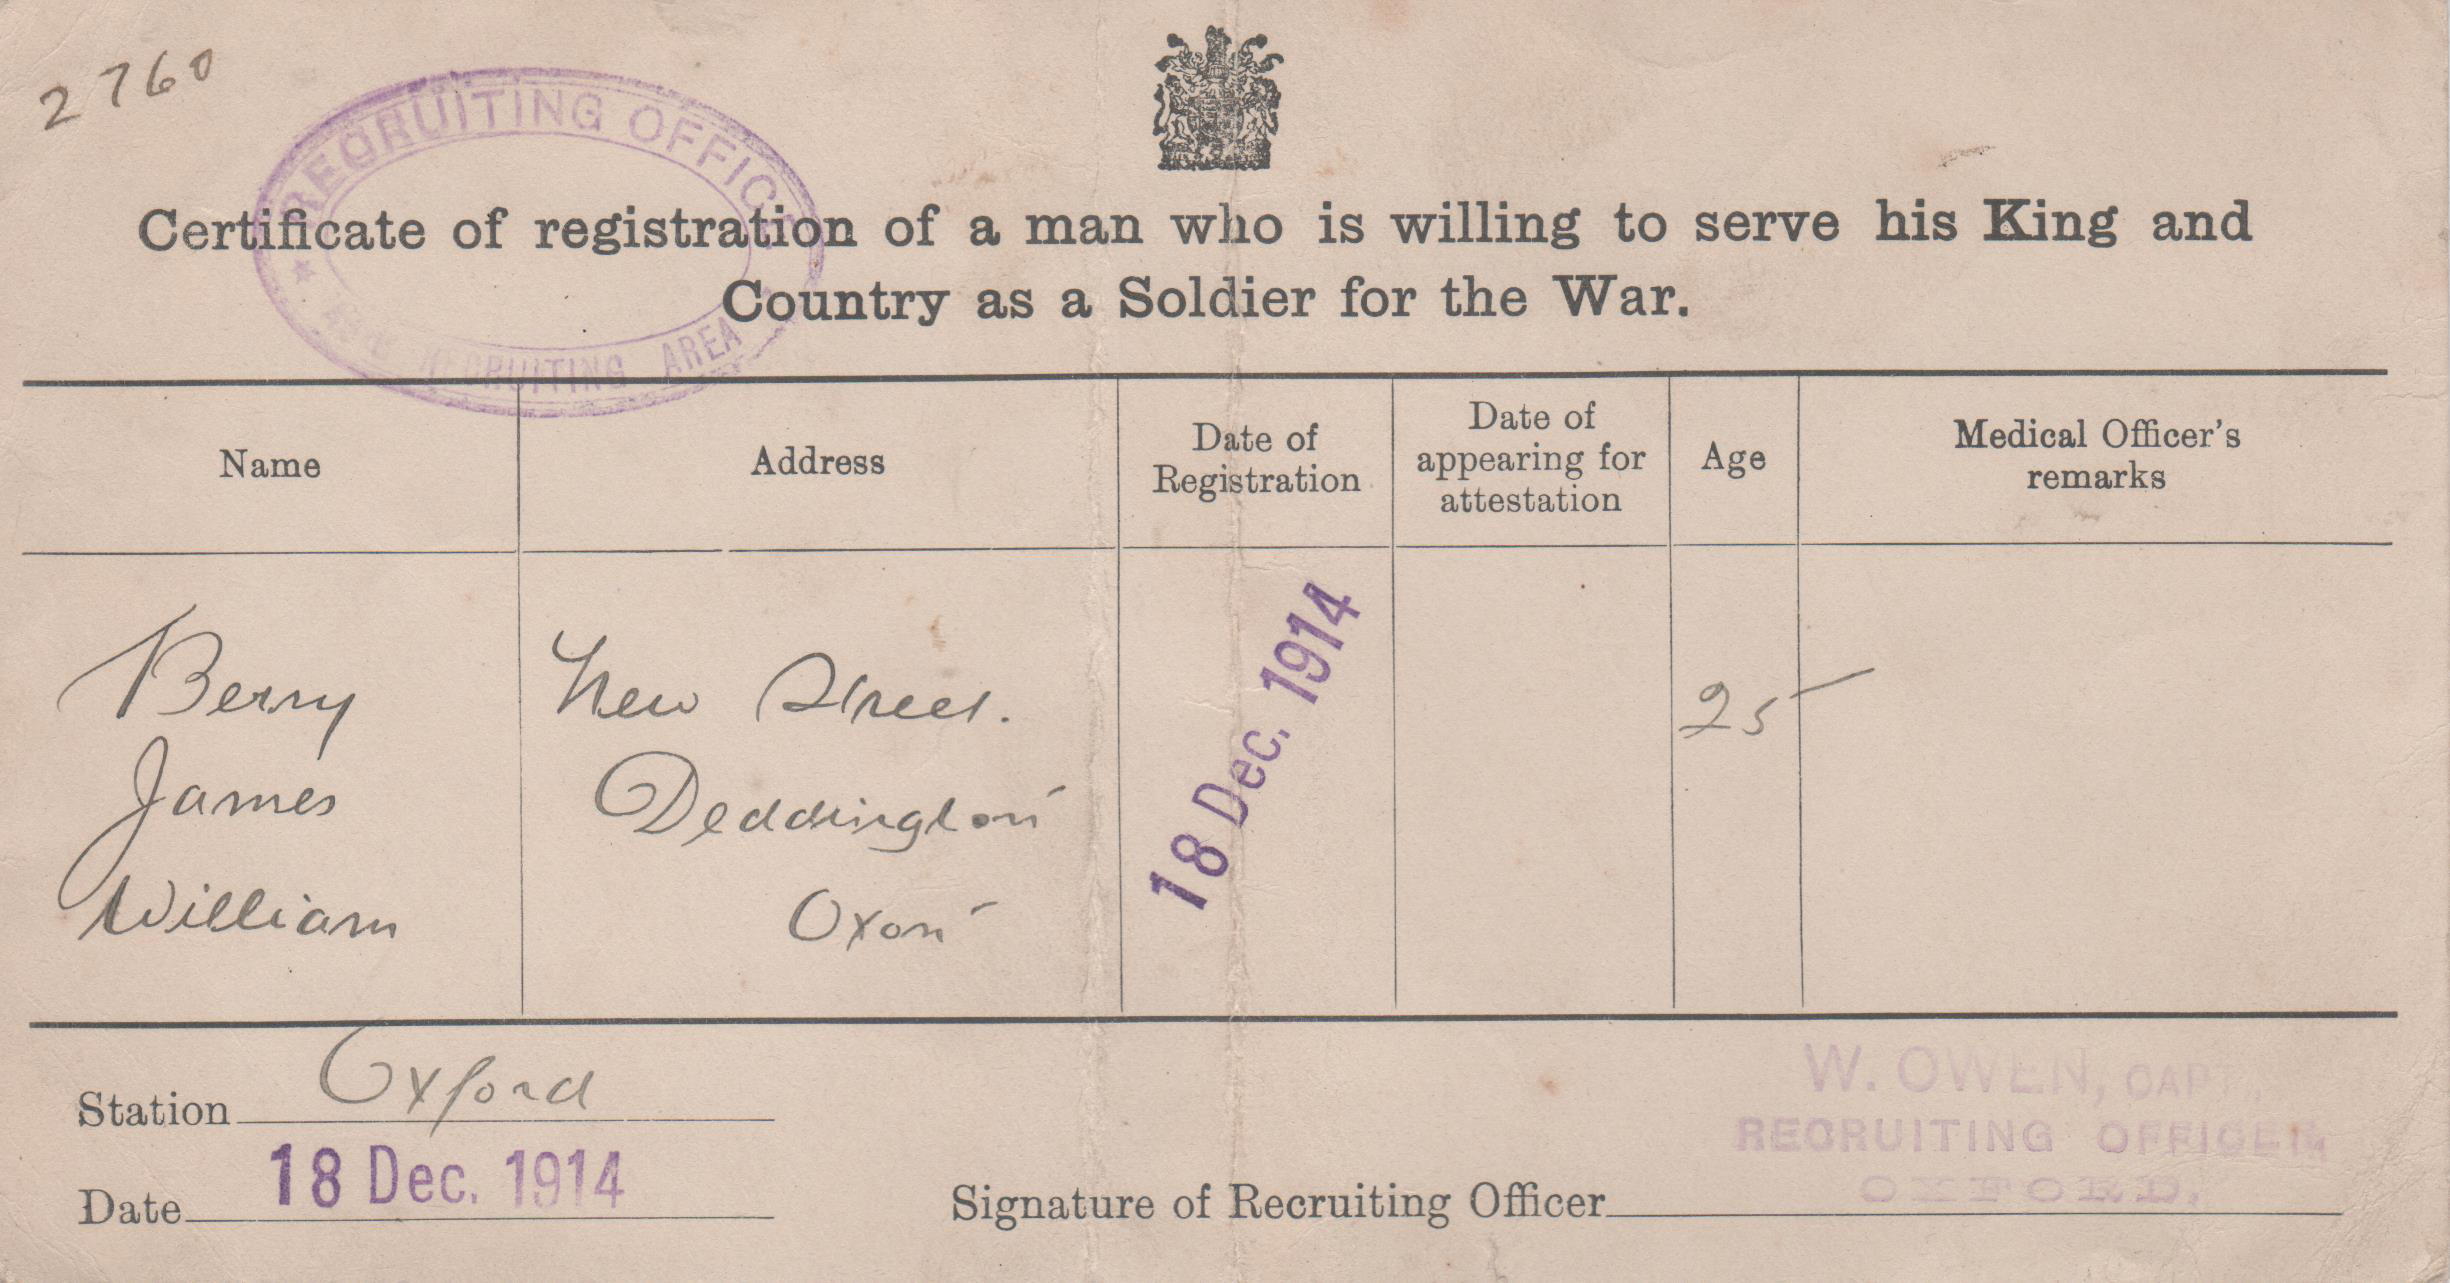 2760
RECRUITING OFFICE
RECRUITING AREA
Certificate of registration of a man who is willing to serve his King and
Country as a Soldier for the War.
Name
Address
Date of
Registration
Date of
appearing for
attestation
Age
Medical Officer's
remarks
Berry
James
William
New Street.
Deddington
Oxon
18 Dec. 1914
25
Station Oxford
Date 18 Dec. 1914
W. OWEN, CAPT.,
RECRUITING OFFICER,
OXFORD.
Signature of Recruiting Officer